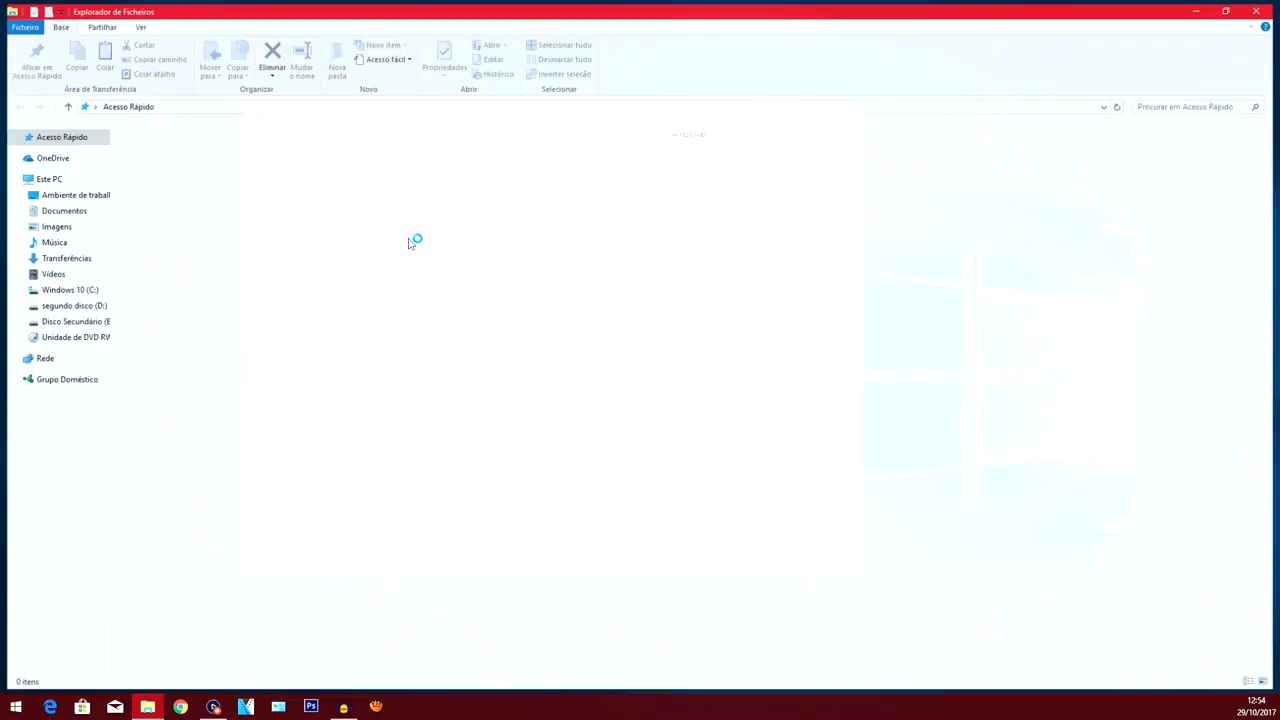 Explorador de Ficheiros
Ficheiro Base Partilhar Ver
Afixar em
Acesso Rápido
Copiar
Colar
Cortar
Copiar caminho
Colar atalho
Área de Transferência
Mover
para
Copiar
para
Eliminar
Mudar
o nome
Organizar
Nova
pasta
Novo item
Acesso fácil
Novo
Propriedades
Abrir
Editar
Histórico
Abrir
Selecionar tudo
Desmarcar tudo
Inverter seleção
Selecionar
Acesso Rápido
Procurar em Acesso Rápido
Acesso Rápido
OneDrive
Este PC
Ambiente de traball
Documentos
Imagens
Música
Transferências
Vídeos
Windows 10 (C:)
segundo disco (D:)
Disco Secundário (E
Unidade de DVD RW
Rede
Grupo Doméstico
0 itens
Ps
12:54
29/10/2017